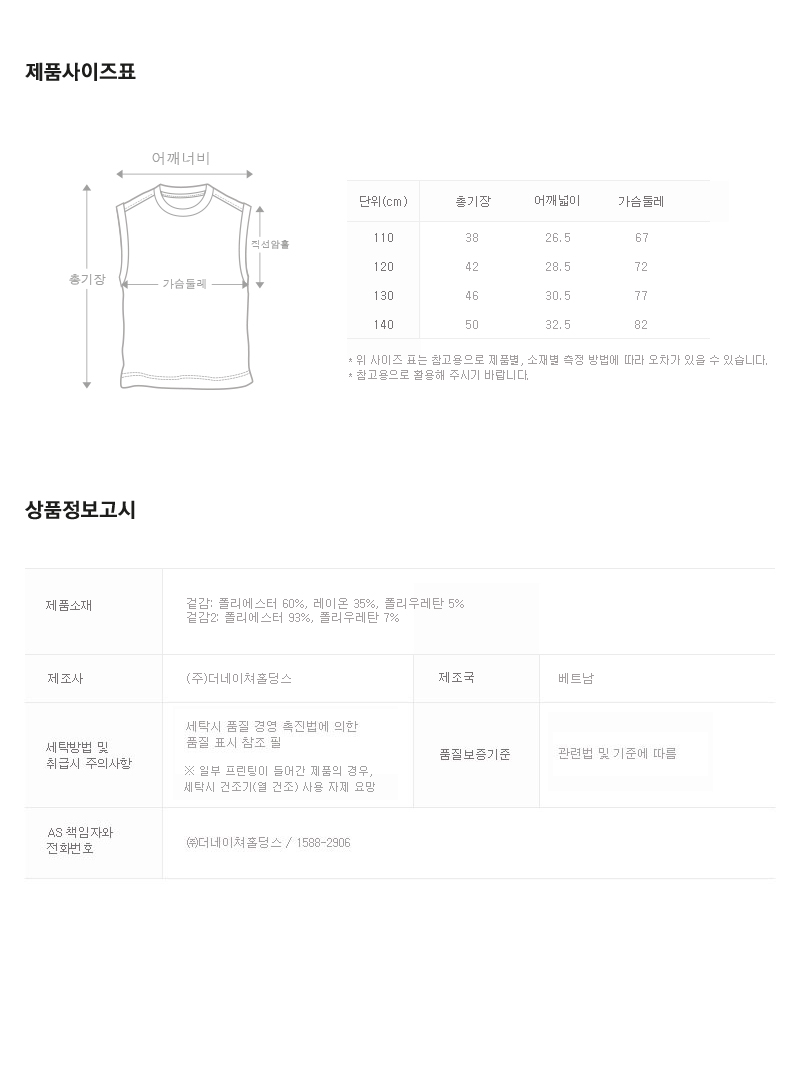 제품사이즈표
어깨너비
직선암홀
총기장
가슴둘레
단위(cm) 총기장 어깨넓이 가슴둘레
110 38 26.5 67
120 42 28.5 72
130 46 30.5 77
140 50 32.5 82
* 위 사이즈 표는 참고용으로 제품별, 소재별 측정 방법에 따라 오차가 있을 수 있습니다.
* 참고용으로 활용해 주시기 바랍니다.
상품정보고시
제품소재
겉감: 폴리에스터 60%, 레이온 35%, 폴리우레탄 5%
겉감2: 폴리에스터 93%, 폴리우레탄 7%
제조사 (주)더네이쳐홀딩스 제조국 베트남
세탁방법 및
취급시 주의사항
세탁시 품질 경영 촉진법에 의한
품질 표시 참조 필
※ 일부 프린팅이 들어간 제품의 경우,
세탁시 건조기(열 건조) 사용 자제 요망
품질보증기준 관련법 및 기준에 따름
AS 책임자와
전화번호
㈜더네이쳐홀딩스 / 1588-2906